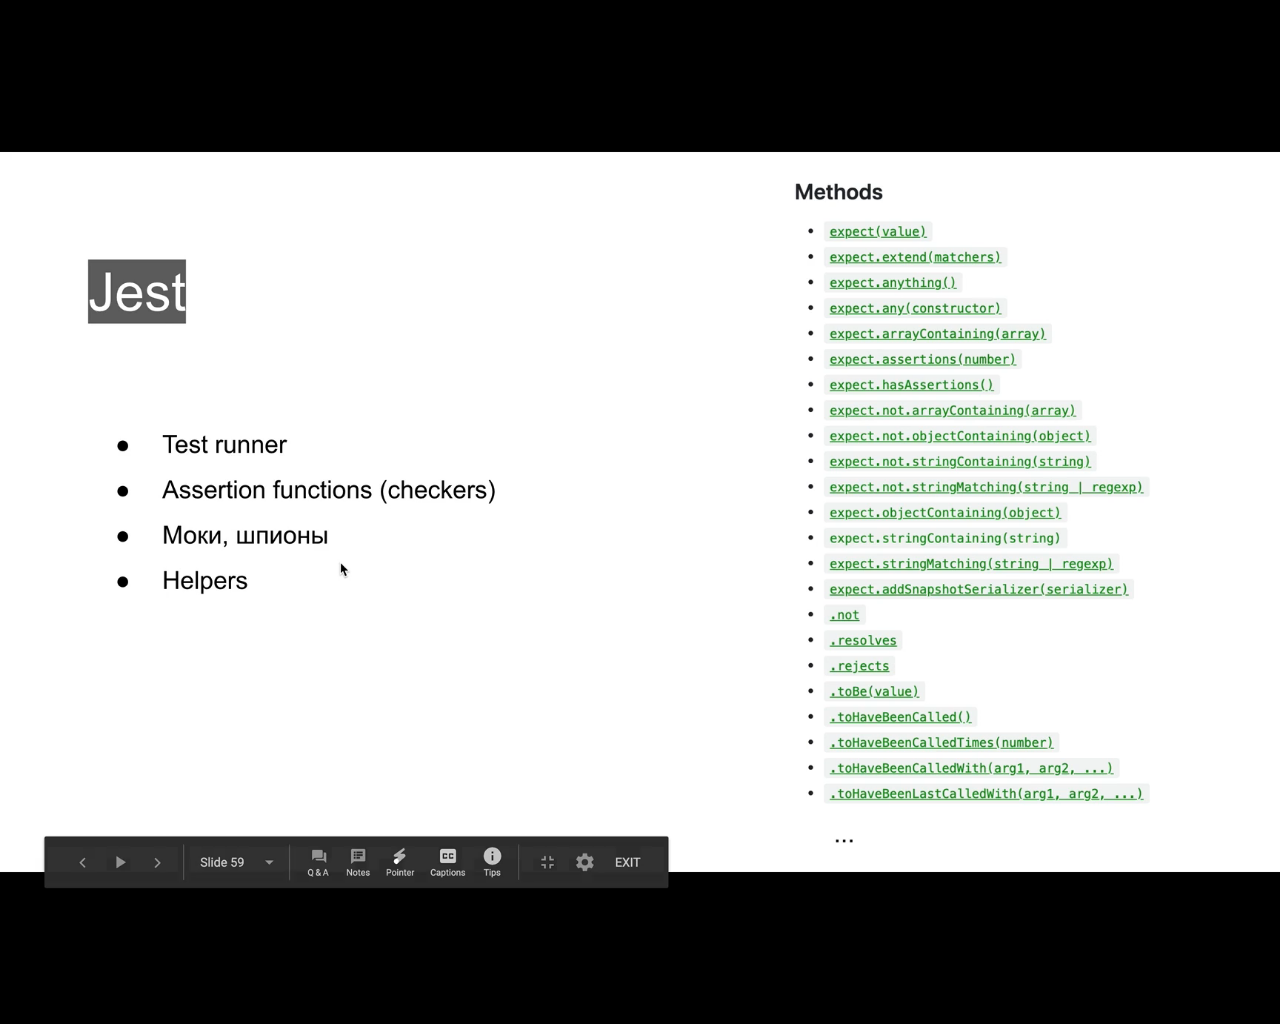 Jest
● Test runner
● Assertion functions (checkers)
● Моки, шпионы
● Helpers
Methods
• expect(value)
• expect.extend(matchers)
• expect.anything()
• expect.any(constructor)
• expect.arrayContaining(array)
• expect.assertions(number)
• expect.hasAssertions()
• expect.not.arrayContaining(array)
• expect.not.objectContaining(object)
• expect.not.stringContaining(string)
• expect.not.stringMatching(string | regexp)
• expect.objectContaining(object)
• expect.stringContaining(string)
• expect.stringMatching(string | regexp)
• expect.addSnapshotSerializer(serializer)
• .not
• .resolves
• .rejects
• .toBe(value)
• .toHaveBeenCalled()
• .toHaveBeenCalledTimes(number)
• .toHaveBeenCalledWith(arg1, arg2, ...)
• .toHaveBeenLastCalledWith(arg1, arg2, ...)
...
Slide 59 Q & A Notes Pointer Captions Tips EXIT